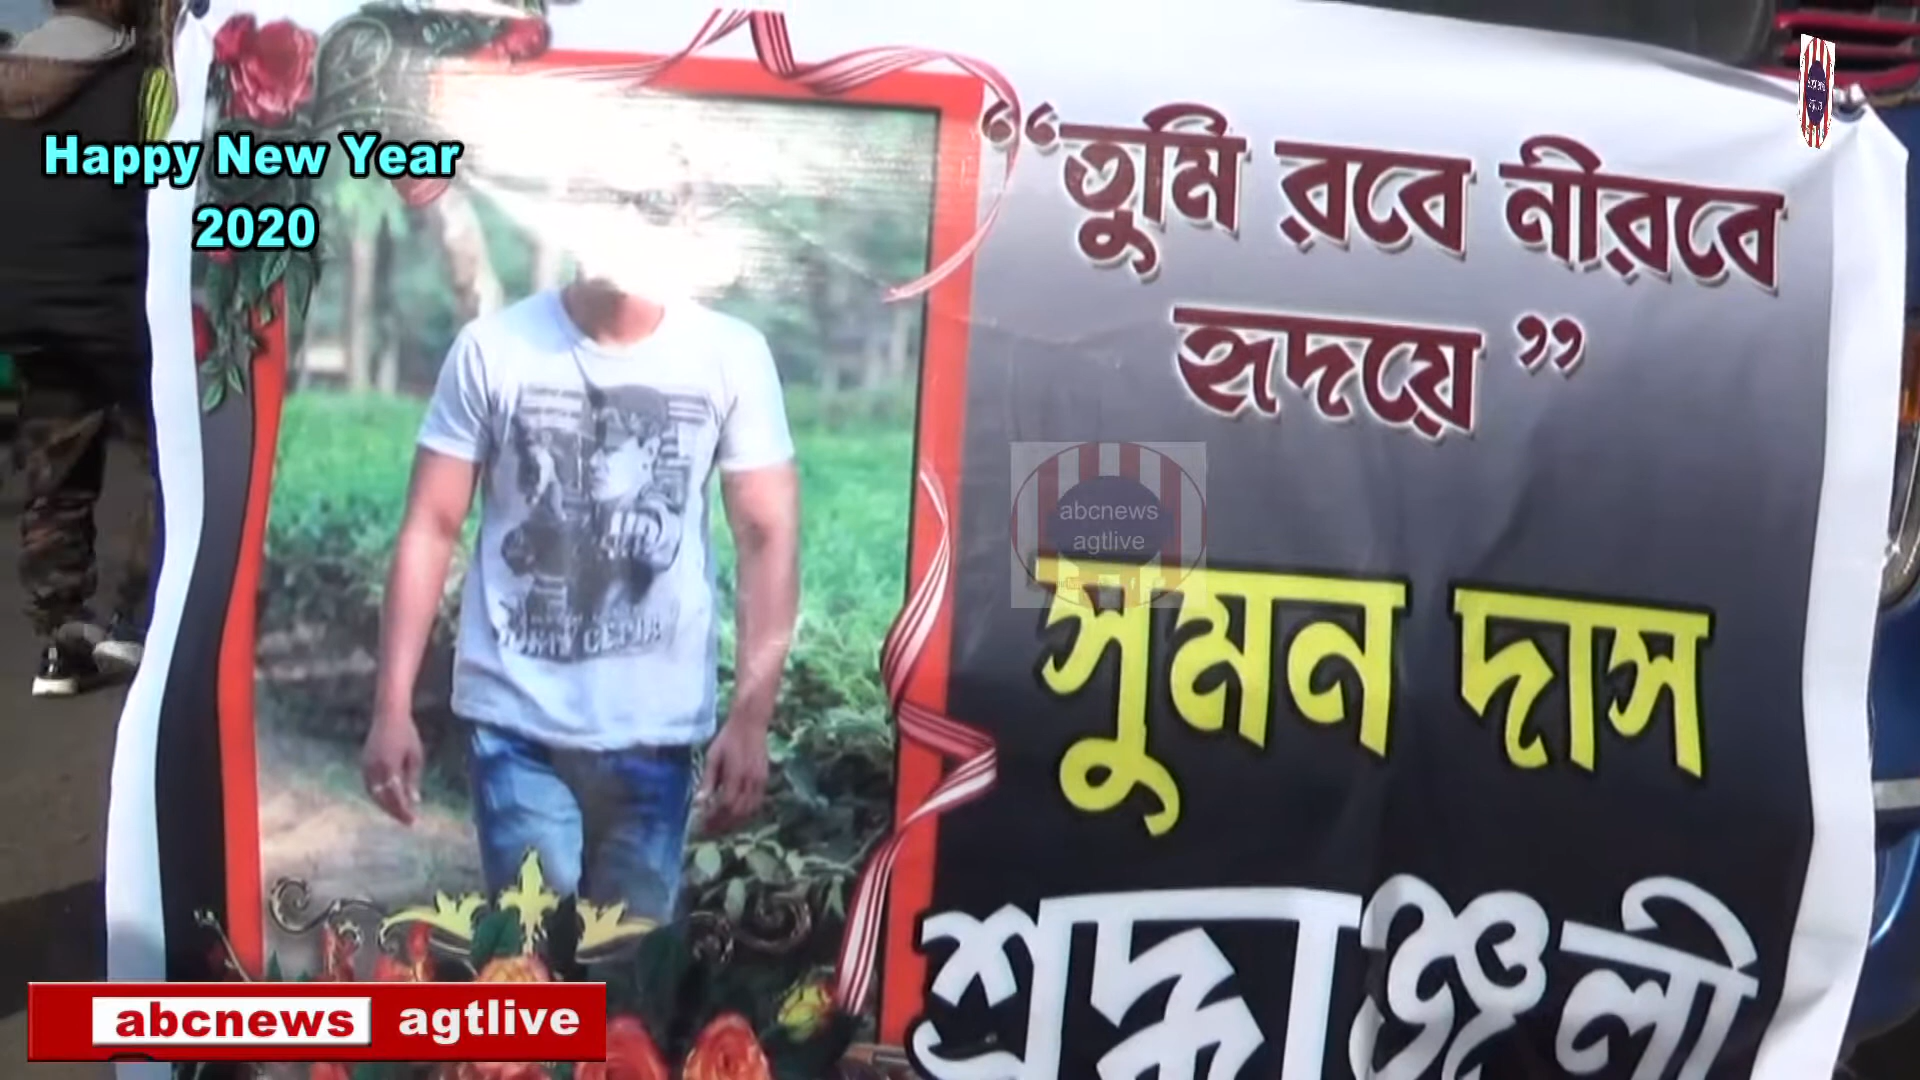 Happy New Year
2020
“তুমি রবে নীরবে
হৃদয়ে”
abcnews
agtlive
সুমন দাস
শ্রদ্ধাঞ্জলী
abcnews agtlive